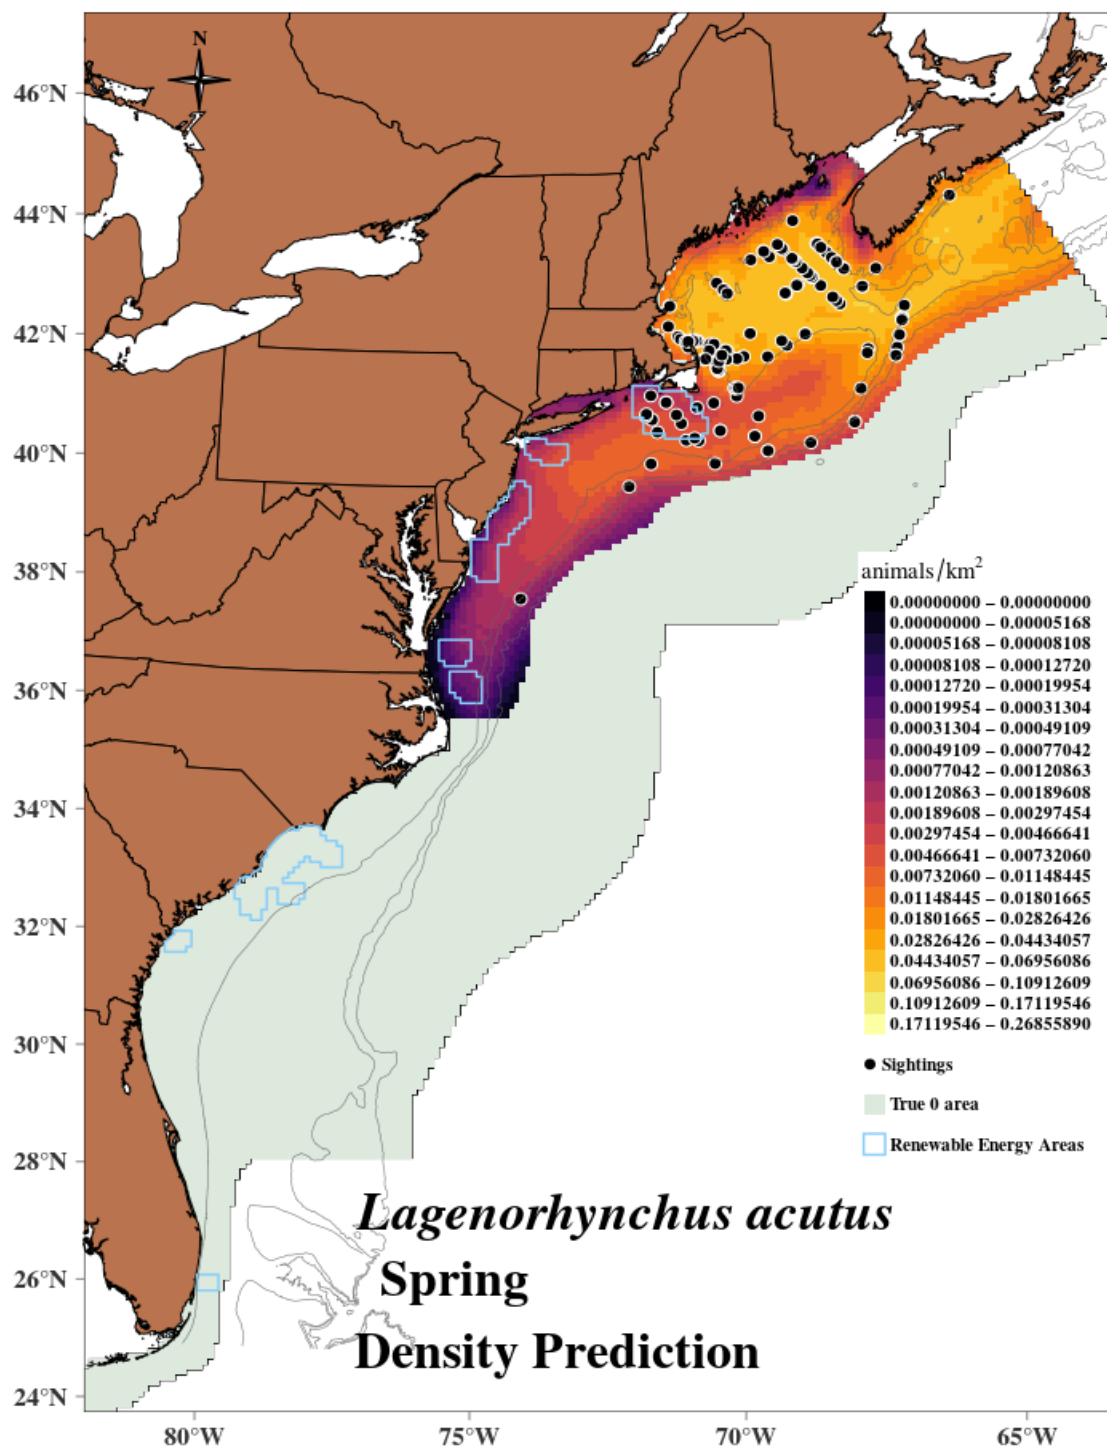 N
46°N
44°N
42°N
40°N
38°N
36°N
34°N
32°N
30°N
28°N
26°N
24°N
80°W
75°W
70°W
65°W
animals/km²
0.00000000 – 0.00000000
0.00000000 – 0.00005168
0.00005168 – 0.00008108
0.00008108 – 0.00012720
0.00012720 – 0.00019954
0.00019954 – 0.00031304
0.00031304 – 0.00049109
0.00049109 – 0.00077042
0.00077042 – 0.00120863
0.00120863 – 0.00189608
0.00189608 – 0.00297454
0.00297454 – 0.00466641
0.00466641 – 0.00732060
0.00732060 – 0.01148445
0.01148445 – 0.01801665
0.01801665 – 0.02826426
0.02826426 – 0.04434057
0.04434057 – 0.06956086
0.06956086 – 0.10912609
0.10912609 – 0.17119546
0.17119546 – 0.26855890
Sightings
True 0 area
Renewable Energy Areas
Lagenorhynchus acutus
Spring
Density Prediction